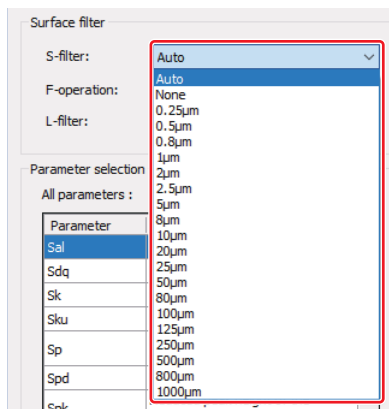 Surface filter
S-filter:
Auto
F-operation:
L-filter:
Auto
None
0.25μm
0.5μm
0.8μm
1μm
2μm
2.5μm
5μm
8μm
10μm
20μm
25μm
50μm
80μm
100μm
125μm
250μm
500μm
800μm
1000μm
Parameter selection
All parameters :
Parameter
Sal
Sdq
Sk
Sku
Sp
Spd